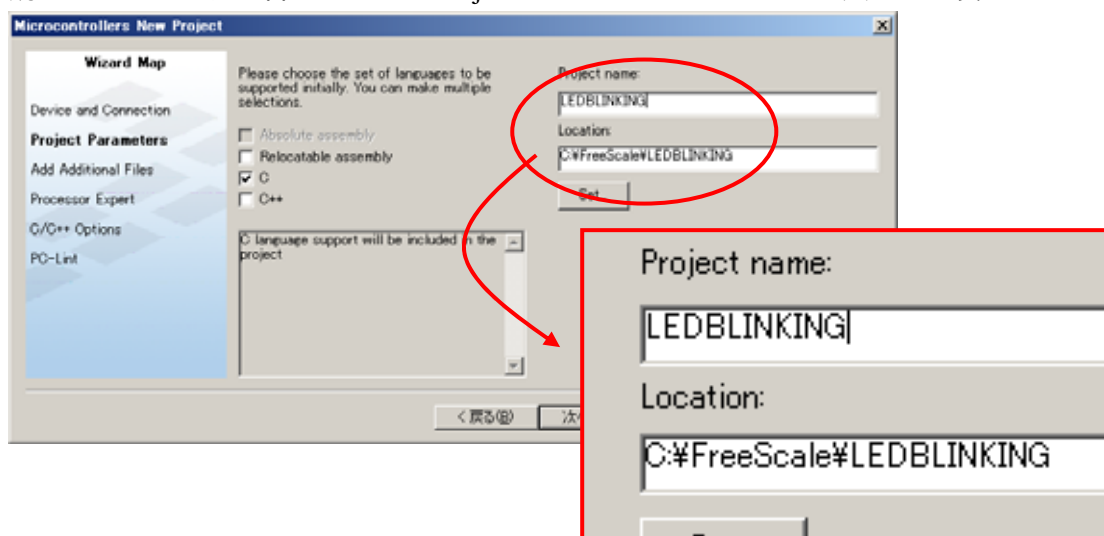 Microcontrollers New Project
Wizard Map
Device and Connection
Project Parameters
Add Additional Files
Processor Expert
C/C++ Options
PC-Lint
Please choose the set of languages to be
supported initially. You can make multiple
selections.
Absolute assembly
Relocatable assembly
C
C++
C language support will be included in the
project
Project name:
LEDBLINKING
Location:
C:¥FreeScale¥LEDBLINKING
Set...
< 戻る(B)
Project name:
LEDBLINKING
Location:
C:¥FreeScale¥LEDBLINKING